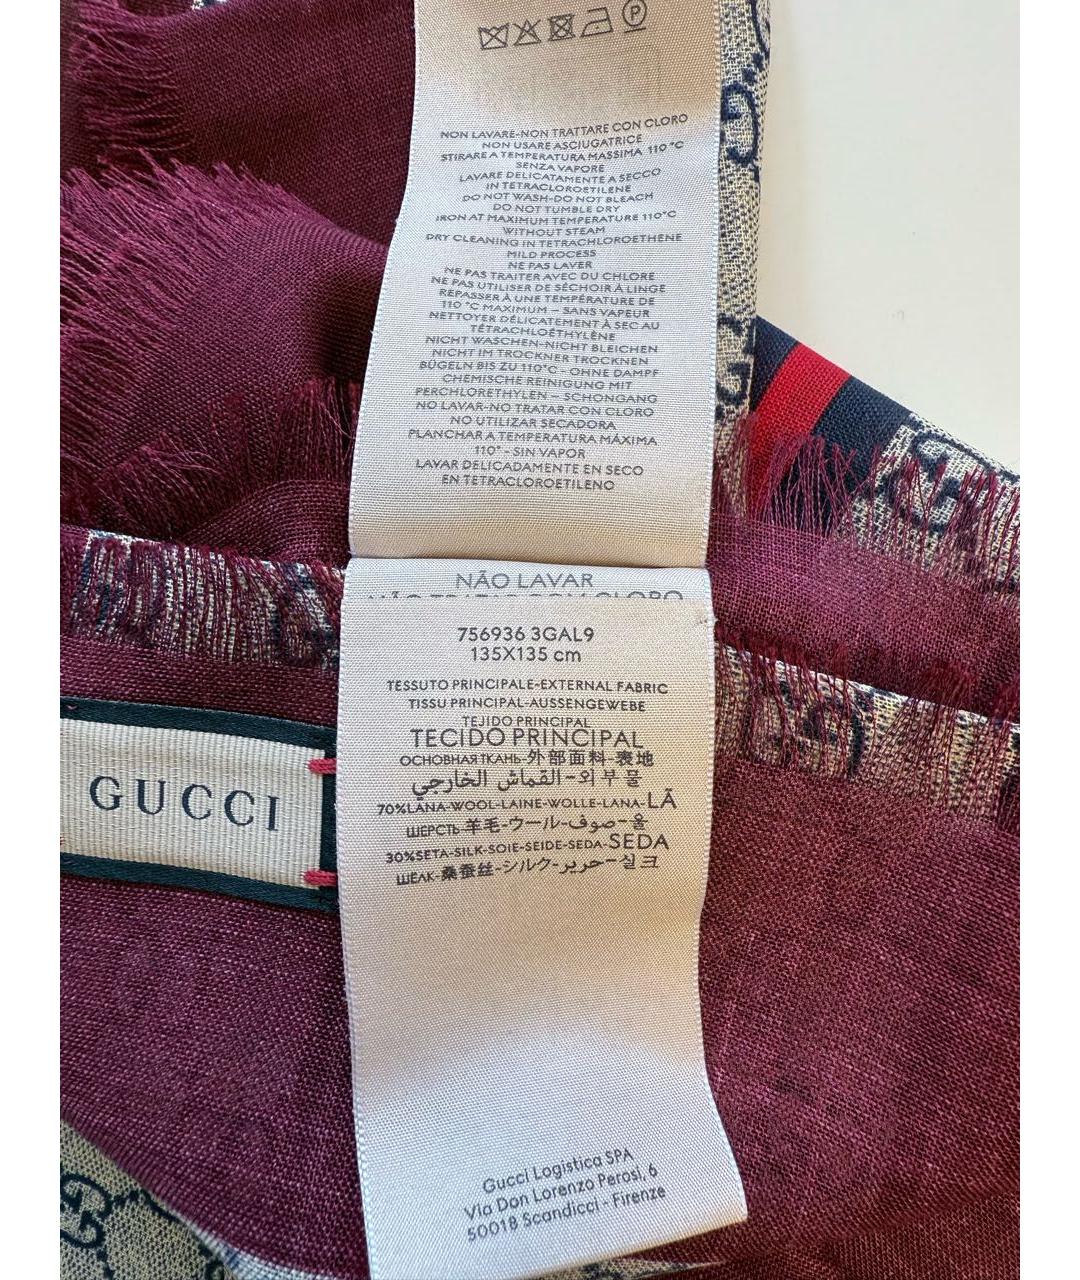 P
NON LAVARE-NON TRATTARE CON CLORO
NON USARE ASCIUGATRICE
STIRARE A TEMPERATURA MASSIMA 110 °C
SENZA VAPORE
LAVARE DELICATAMENTE A SECCO
IN TETRACLOROETILENE
DO NOT WASH-DO NOT BLEACH
DO NOT TUMBLE DRY
IRON AT MAXIMUM TEMPERATURE 110°C
WITHOUT STEAM
DRY CLEANING IN TETRACHLOROETHENE
MILD PROCESS
NE PAS LAVER
NE PAS TRAITER AVEC DU CHLORE
NE PAS UTILISER DE SÉCHOIR À LINGE
REPASSER À UNE TEMPÉRATURE DE
110 °C MAXIMUM – SANS VAPEUR
NETTOYER DÉLICATEMENT À SEC AU
TÉTRACHLOÉTHYLÈNE
NICHT WASCHEN-NICHT BLEICHEN
NICHT IM TROCKNER TROCKNEN
BÜGELN BIS ZU 110°C - OHNE DAMPF
CHEMISCHE REINIGUNG MIT
PERCHLORETHYLEN – SCHONGANG
NO LAVAR-NO TRATAR CON CLORO
NO UTILIZAR SECADORA
PLANCHAR A TEMPERATURA MÁXIMA
110° - SIN VAPOR
LAVAR DELICADAMENTE EN SECO
EN TETRACLOROETILENO
NÃO LAVAR
NÃO TRATAR COM CLORO
756936 3GAL9
135X135 cm
TESSUTO PRINCIPALE-EXTERNAL FABRIC
TISSU PRINCIPAL-AUSSENGEWEBE
TEJIDO PRINCIPAL
TECIDO PRINCIPAL
ОСНОВНАЯ ТКАНЬ-外部面料-表地
외부 물-القماش الخارجي
70%LANA-WOOL-LAINE-WOLLE-LANA-LÃ
ШЕРСТЬ-羊毛-ウール-صوف-울
30%SETA-SILK-SOIE-SEIDE-SEDA-SEDA
ШЕЛК-桑蚕丝-シルク-حرير-실크
GUCCI
Gucci Logistica SPA
Via Don Lorenzo Perosi, 6
50018 Scandicci - Firenze